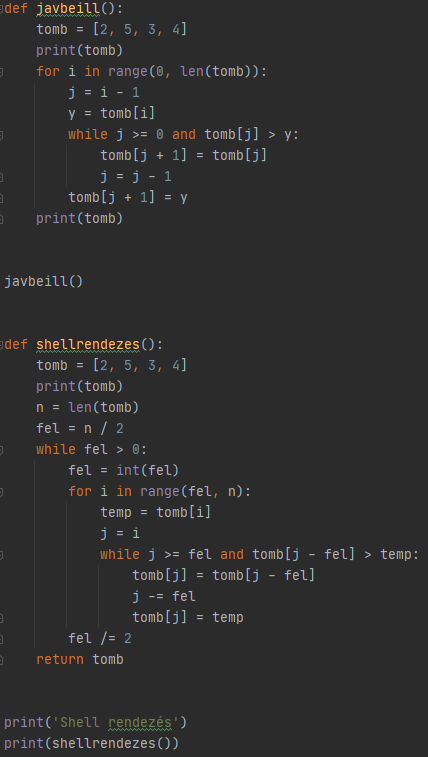 def javbeill():
    tomb = [2, 5, 3, 4]
    print(tomb)
    for i in range(0, len(tomb)):
        j = i - 1
        y = tomb[i]
        while j >= 0 and tomb[j] > y:
            tomb[j + 1] = tomb[j]
            j = j - 1
        tomb[j + 1] = y
    print(tomb)
javbeill()
def shellrendezes():
    tomb = [2, 5, 3, 4]
    print(tomb)
    n = len(tomb)
    fel = n / 2
    while fel > 0:
        fel = int(fel)
        for i in range(fel, n):
            temp = tomb[i]
            j = i
            while j >= fel and tomb[j - fel] > temp:
                tomb[j] = tomb[j - fel]
                j -= fel
                tomb[j] = temp
        fel /= 2
    return tomb
print('Shell rendezés')
print(shellrendezes())